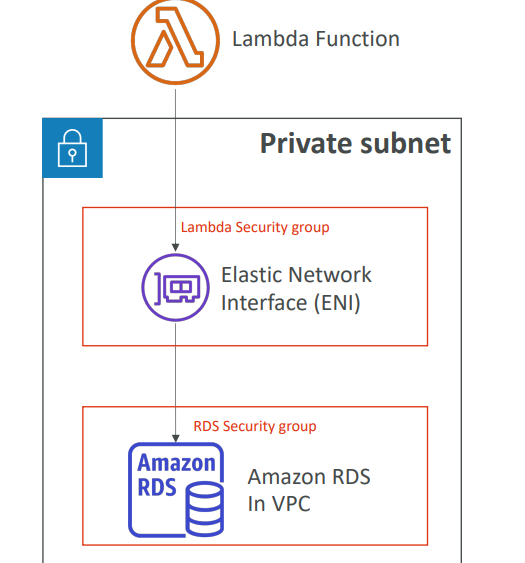 Lambda Function
Private subnet
Lambda Security group
Elastic Network
Interface (ENI)
RDS Security group
Amazon
RDS
Amazon RDS
In VPC